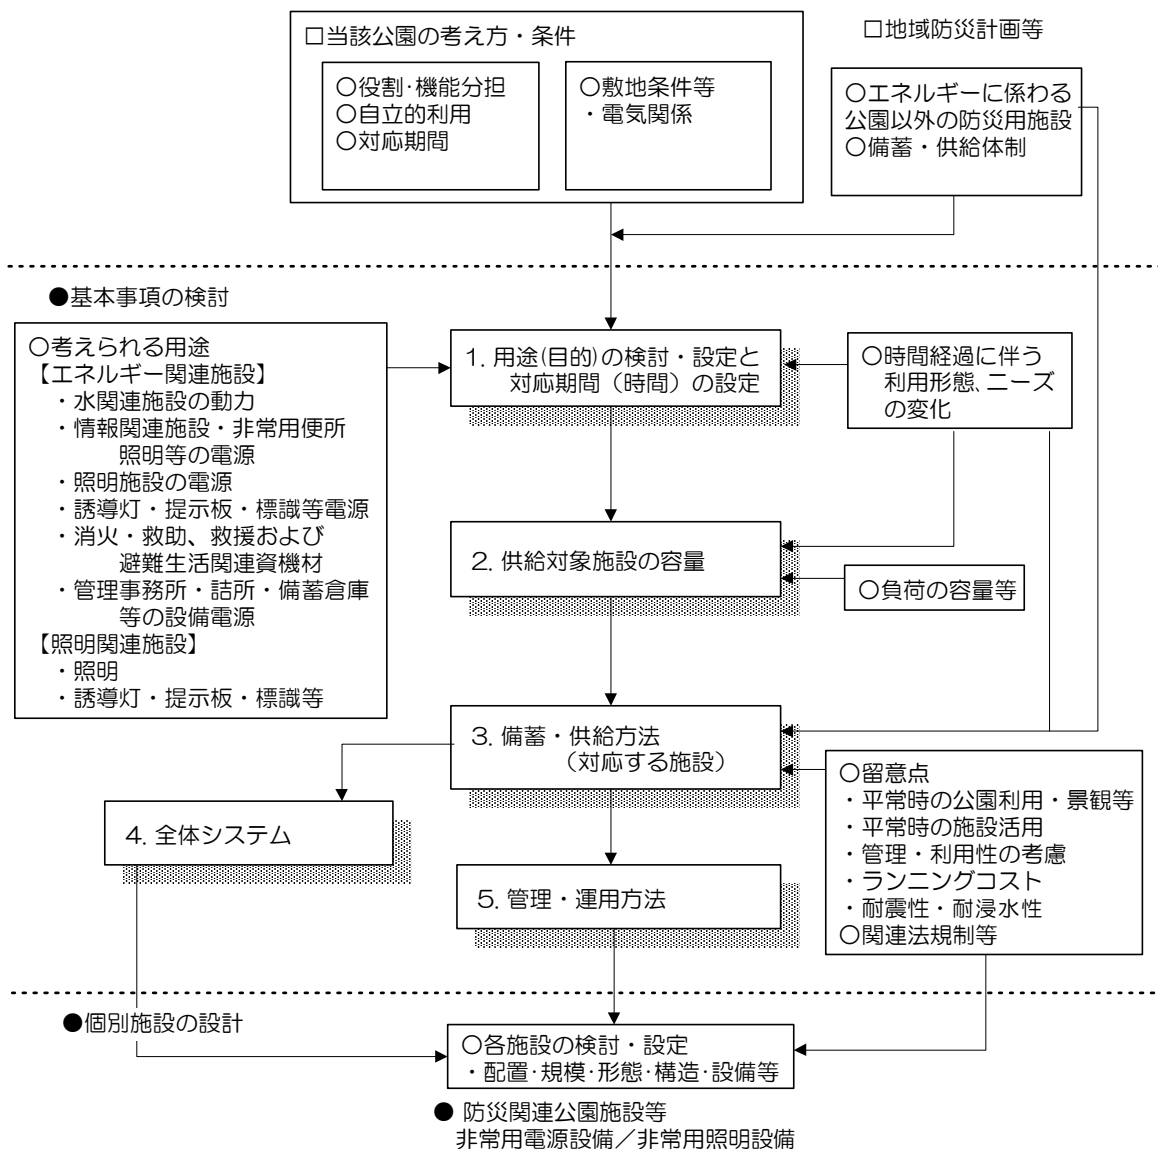 □当該公園の考え方・条件
○役割･機能分担
○自立的利用
○対応期間
○敷地条件等
・電気関係
□地域防災計画等
○エネルギーに係わる
公園以外の防災用施設
○備蓄・供給体制
●基本事項の検討
○考えられる用途
【エネルギー関連施設】
・水関連施設の動力
・情報関連施設・非常用便所
照明等の電源
・照明施設の電源
・誘導灯・提示板・標識等電源
・消火・救助、救援および
避難生活関連資機材
・管理事務所・詰所・備蓄倉庫
等の設備電源
【照明関連施設】
・照明
・誘導灯・提示板・標識等
1. 用途(目的)の検討・設定と
対応期間（時間）の設定
○時間経過に伴う
利用形態、ニーズ
の変化
2. 供給対象施設の容量
○負荷の容量等
3. 備蓄・供給方法
（対応する施設）
4. 全体システム
5. 管理・運用方法
○留意点
・平常時の公園利用・景観等
・平常時の施設活用
・管理・利用性の考慮
・ランニングコスト
・耐震性・耐浸水性
○関連法規制等
●個別施設の設計
○各施設の検討・設定
・配置･規模･形態･構造･設備等
● 防災関連公園施設等
非常用電源設備／非常用照明設備